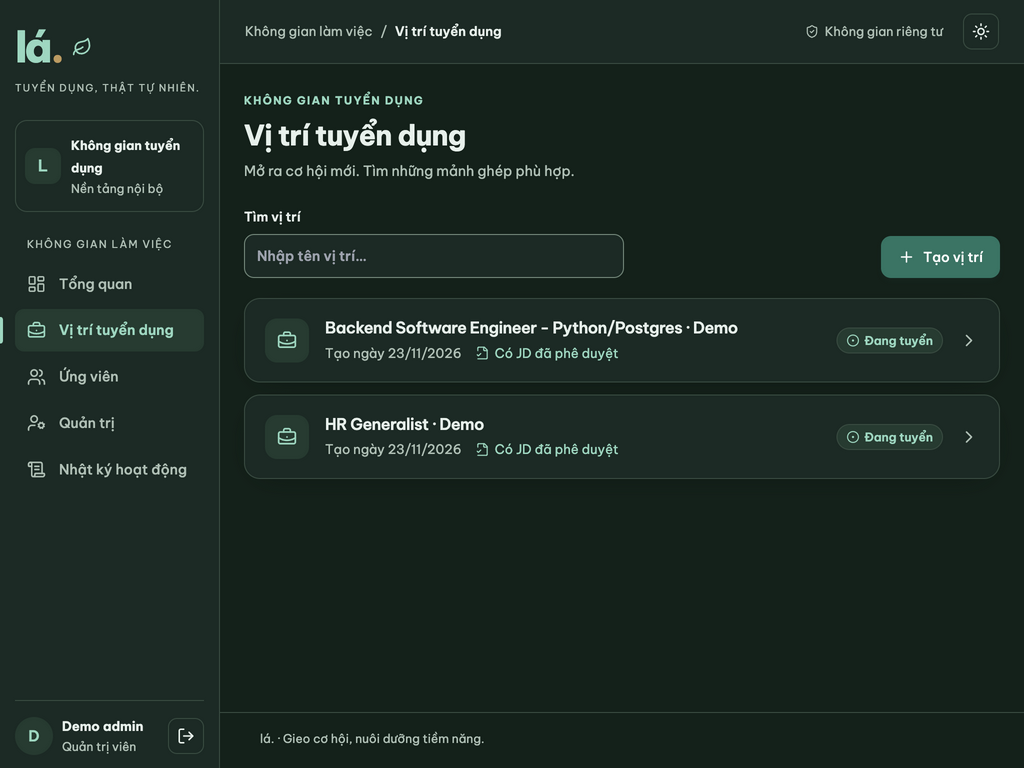 lá.
TUYỂN DỤNG, THẬT TỰ NHIÊN.
L
Không gian tuyển
dụng
Nền tảng nội bộ
KHÔNG GIAN LÀM VIỆC
Tổng quan
Vị trí tuyển dụng
Ứng viên
Quản trị
Nhật ký hoạt động
D
Demo admin
Quản trị viên
Không gian làm việc / Vị trí tuyển dụng
Không gian riêng tư
KHÔNG GIAN TUYỂN DỤNG
Vị trí tuyển dụng
Mở ra cơ hội mới. Tìm những mảnh ghép phù hợp.
Tìm vị trí
Nhập tên vị trí...
+ Tạo vị trí
Backend Software Engineer - Python/Postgres · Demo
Tạo ngày 23/11/2026 Có JD đã phê duyệt
Đang tuyển
HR Generalist · Demo
Tạo ngày 23/11/2026 Có JD đã phê duyệt
Đang tuyển
lá. · Gieo cơ hội, nuôi dưỡng tiềm năng.